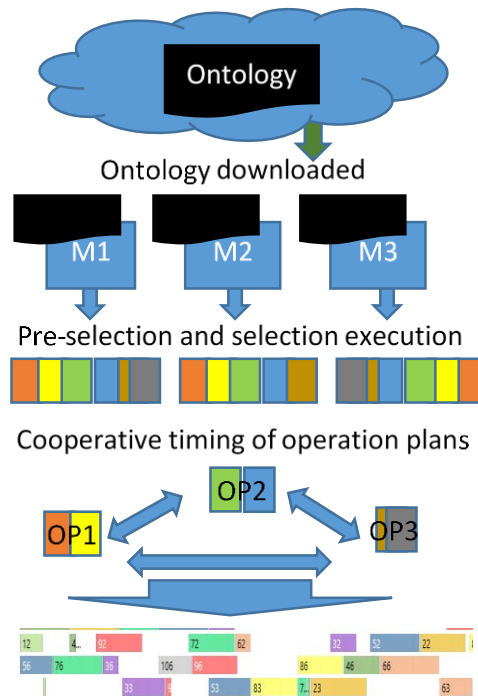 Ontology
Ontology downloaded
M1 M2 M3
Pre-selection and selection execution
Cooperative timing of operation plans
OP2
OP1 OP3
12 4... 92 72 62 32 52 22
56 76 36 106 96 86 46 66
33 53 83 7... 23 63